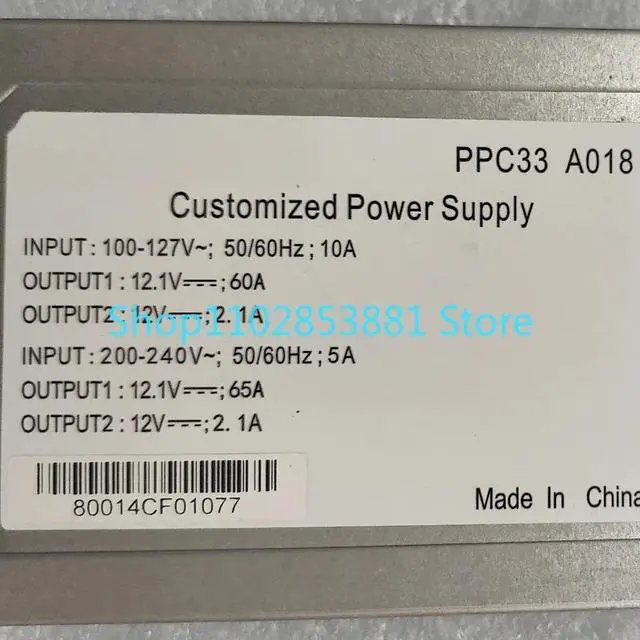 PPC33 A018
Customized Power Supply
INPUT: 100-127V~; 50/60Hz; 10A
OUTPUT1: 12.1V⎓; 60A
OUTPUT2: 12V⎓; 2.1A
Shop1102853881 Store
INPUT: 200-240V~; 50/60Hz; 5A
OUTPUT1: 12.1V⎓; 65A
OUTPUT2: 12V⎓; 2.1A
80014CF01077
Made In China